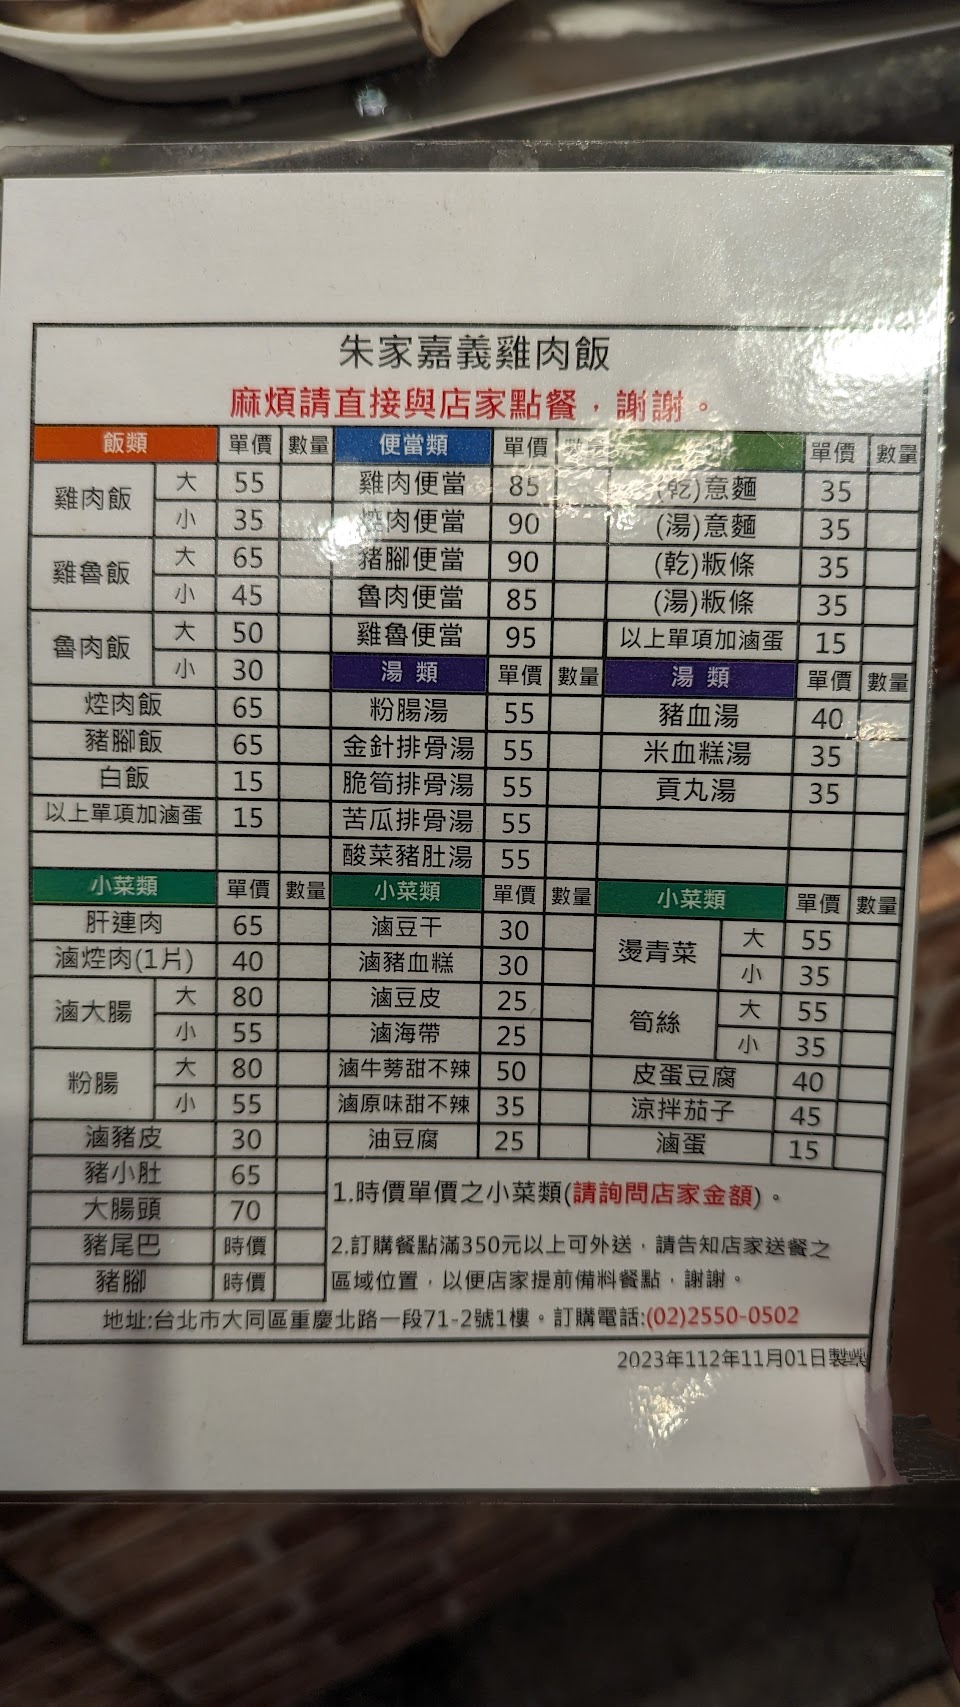 朱家嘉義雞肉飯
麻煩請直接與店家點餐，謝謝。
飯類 單價 數量 便當類 單價 數量 單價 數量
雞肉飯 大 55 雞肉便當 85 (乾)意麵 35
小 35 焢肉便當 90 (湯)意麵 35
雞魯飯 大 65 豬腳便當 90 (乾)粄條 35
小 45 魯肉便當 85 (湯)粄條 35
魯肉飯 大 50 雞魯便當 95 以上單項加滷蛋 15
小 30 湯 類 單價 數量 湯 類 單價 數量
焢肉飯 65 粉腸湯 55 豬血湯 40
豬腳飯 65 金針排骨湯 55 米血糕湯 35
白飯 15 脆筍排骨湯 55 貢丸湯 35
以上單項加滷蛋 15 苦瓜排骨湯 55
酸菜豬肚湯 55
小菜類 單價 數量 小菜類 單價 數量 小菜類 單價 數量
肝連肉 65 滷豆干 30 燙青菜 大 55
滷焢肉(1片) 40 滷豬血糕 30 小 35
滷大腸 大 80 滷豆皮 25 筍絲 大 55
小 55 滷海帶 25 小 35
粉腸 大 80 滷牛蒡甜不辣 50 皮蛋豆腐 40
小 55 滷原味甜不辣 35 涼拌茄子 45
滷豬皮 30 油豆腐 25 滷蛋 15
豬小肚 65
大腸頭 70
豬尾巴 時價
豬腳 時價
1.時價單價之小菜類(請詢問店家金額)。
2.訂購餐點滿350元以上可外送，請告知店家送餐之
區域位置，以便店家提前備料餐點，謝謝。
地址:台北市大同區重慶北路一段71-2號1樓。訂購電話:(02)2550-0502
2023年112年11月01日製